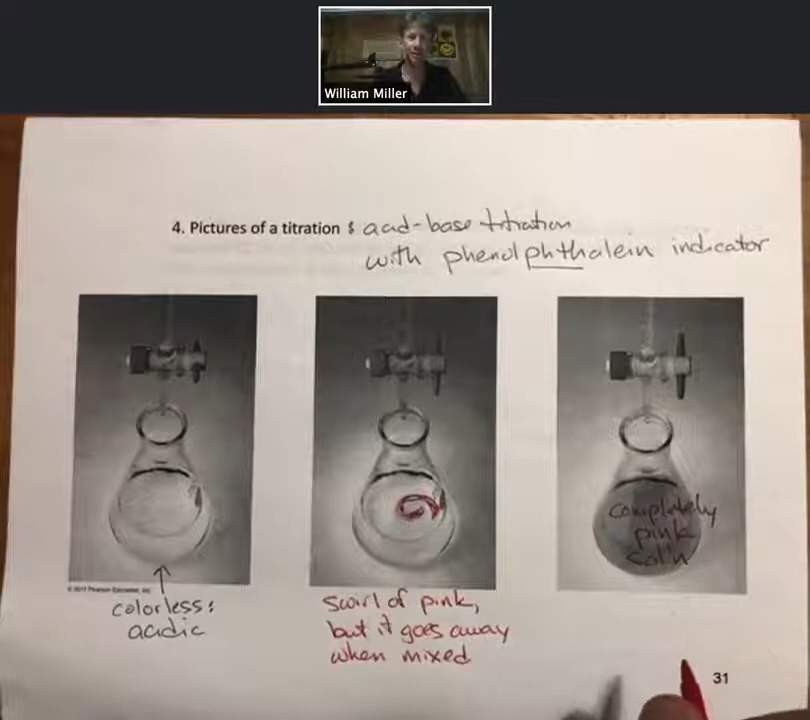 William Miller
4. Pictures of a titration : acid-base titration
with phenolphthalein indicator
completely
pink
sol'n
© 2017 Pearson Education, Inc.
colorless:
acidic
swirl of pink,
but it goes away
when mixed
31